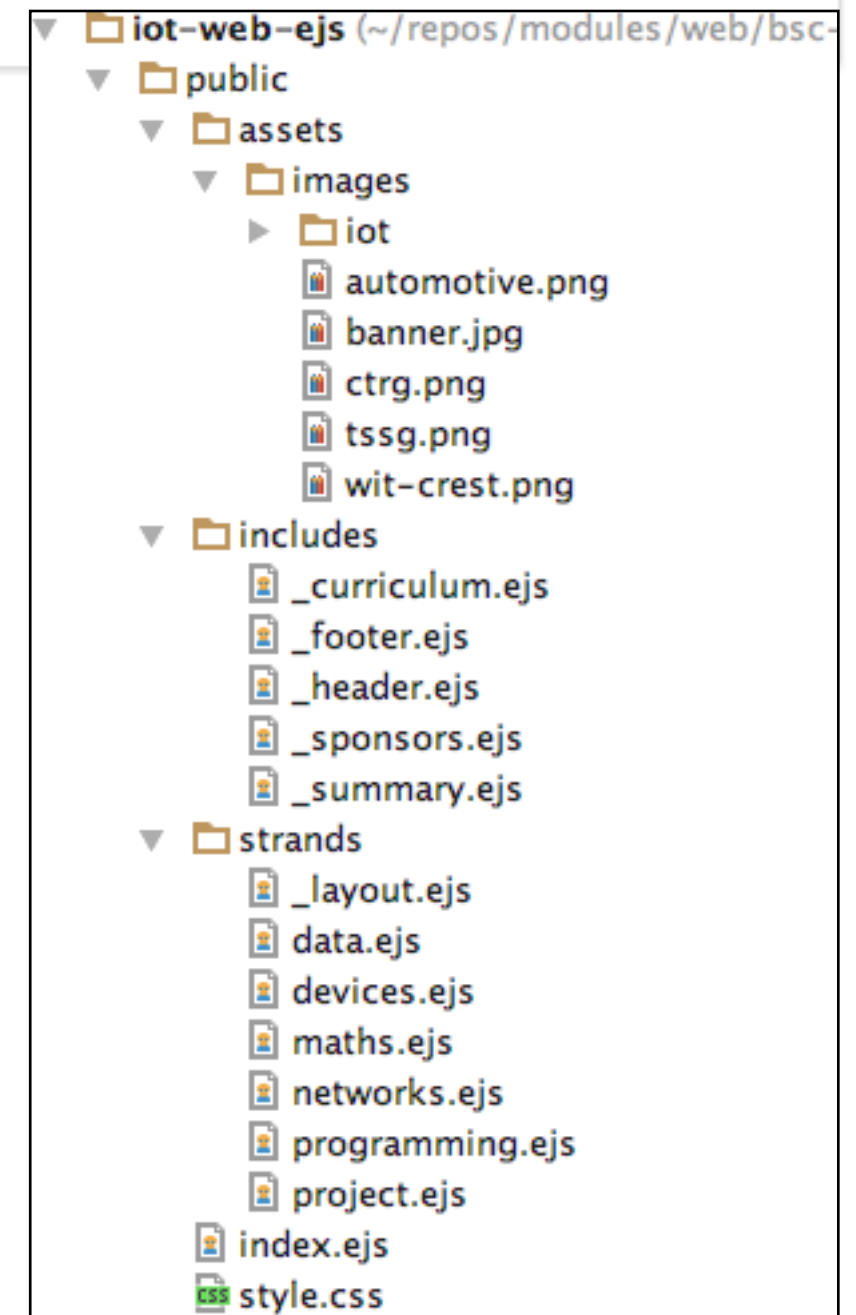 iot-web-ejs (~/repos/modules/web/bsc-
public
assets
images
iot
automotive.png
banner.jpg
ctrg.png
tssg.png
wit-crest.png
includes
_curriculum.ejs
_footer.ejs
_header.ejs
_sponsors.ejs
_summary.ejs
strands
_layout.ejs
data.ejs
devices.ejs
maths.ejs
networks.ejs
programming.ejs
project.ejs
index.ejs
css style.css